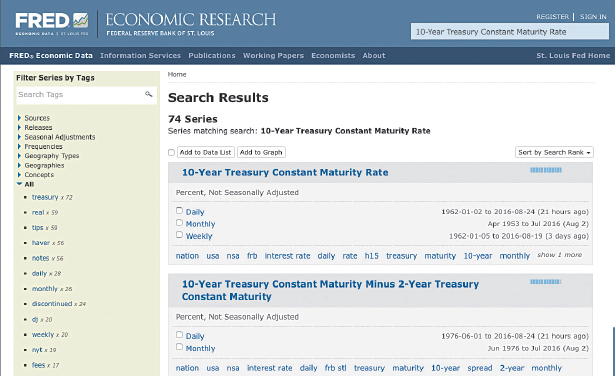 FRED
ECONOMIC DATA | ST. LOUIS FED
ECONOMIC RESEARCH
FEDERAL RESERVE BANK OF ST. LOUIS
REGISTER | SIGN IN
10-Year Treasury Constant Maturity Rate
FRED® Economic Data Information Services Publications Working Papers Economists About St. Louis Fed Home
Filter Series by Tags
Search Tags
Sources
Releases
Seasonal Adjustments
Frequencies
Geography Types
Geographies
Concepts
All
treasury x 72
real x 59
tips x 59
haver x 56
notes x 56
daily x 28
monthly x 26
discontinued x 24
dj x 20
weekly x 20
nyt x 19
fees x 17
Home
Search Results
74 Series
Series matching search: 10-Year Treasury Constant Maturity Rate
Add to Data List Add to Graph Sort by Search Rank
10-Year Treasury Constant Maturity Rate
Percent, Not Seasonally Adjusted
Daily 1962-01-02 to 2016-08-24 (21 hours ago)
Monthly Apr 1953 to Jul 2016 (Aug 2)
Weekly 1962-01-05 to 2016-08-19 (3 days ago)
nation usa nsa frb interest rate daily rate h15 treasury maturity 10-year monthly show 1 more
10-Year Treasury Constant Maturity Minus 2-Year Treasury
Constant Maturity
Percent, Not Seasonally Adjusted
Daily 1976-06-01 to 2016-08-24 (21 hours ago)
Monthly Jun 1976 to Jul 2016 (Aug 2)
nation usa nsa interest rate daily frb stl treasury maturity 10-year spread 2-year monthly